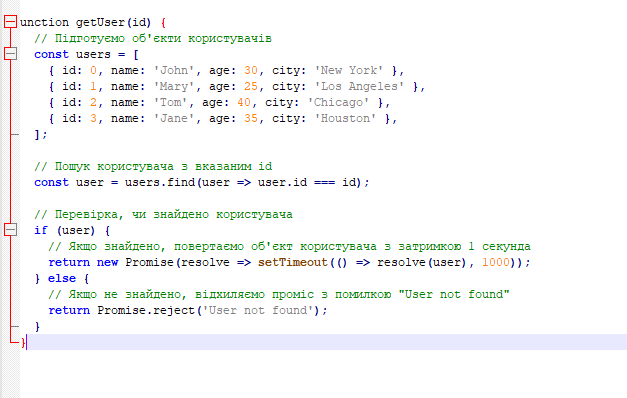 unction getUser(id) {
  // Підготуємо об'єкти користувачів
  const users = [
    { id: 0, name: 'John', age: 30, city: 'New York' },
    { id: 1, name: 'Mary', age: 25, city: 'Los Angeles' },
    { id: 2, name: 'Tom', age: 40, city: 'Chicago' },
    { id: 3, name: 'Jane', age: 35, city: 'Houston' },
  ];

  // Пошук користувача з вказаним id
  const user = users.find(user => user.id === id);

  // Перевірка, чи знайдено користувача
  if (user) {
    // Якщо знайдено, повертаємо об'єкт користувача з затримкою 1 секунда
    return new Promise(resolve => setTimeout(() => resolve(user), 1000));
  } else {
    // Якщо не знайдено, відхиляємо проміс з помилкою "User not found"
    return Promise.reject('User not found');
  }
}